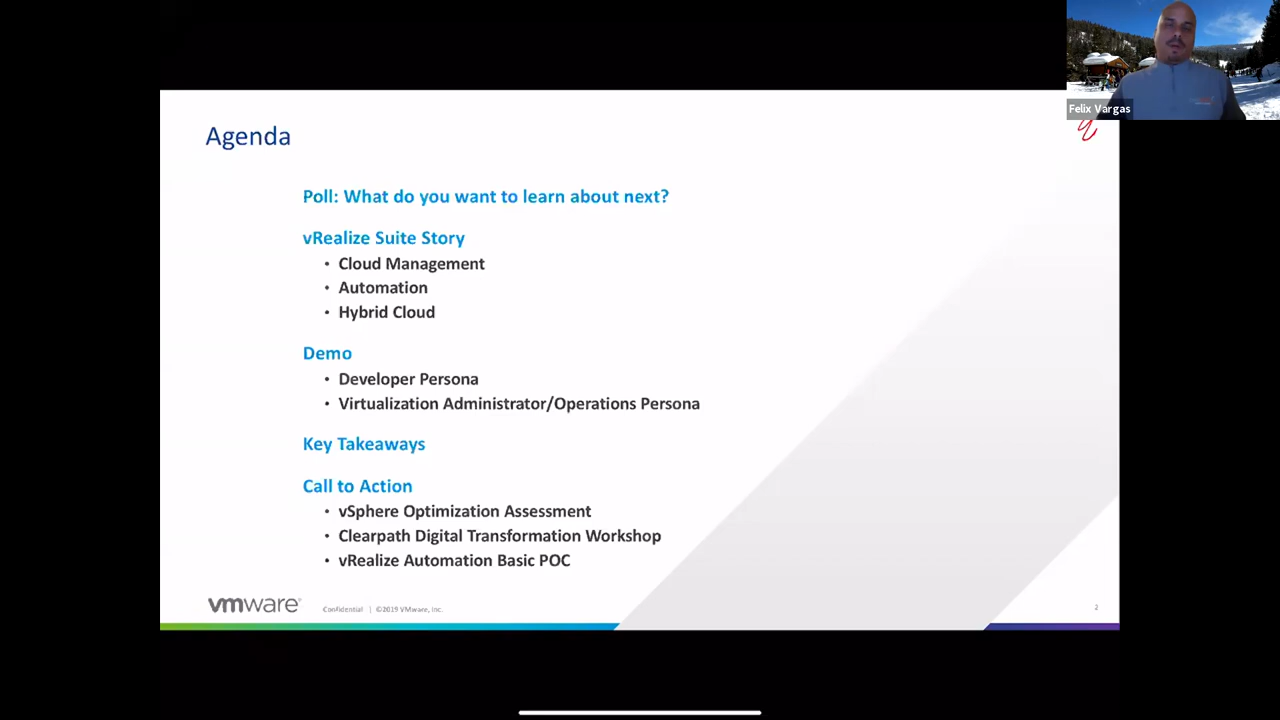 Felix Vargas
Agenda
Poll: What do you want to learn about next?
vRealize Suite Story
• Cloud Management
• Automation
• Hybrid Cloud
Demo
• Developer Persona
• Virtualization Administrator/Operations Persona
Key Takeaways
Call to Action
• vSphere Optimization Assessment
• Clearpath Digital Transformation Workshop
• vRealize Automation Basic POC
vmware® Confidential | ©2019 VMware, Inc. 2